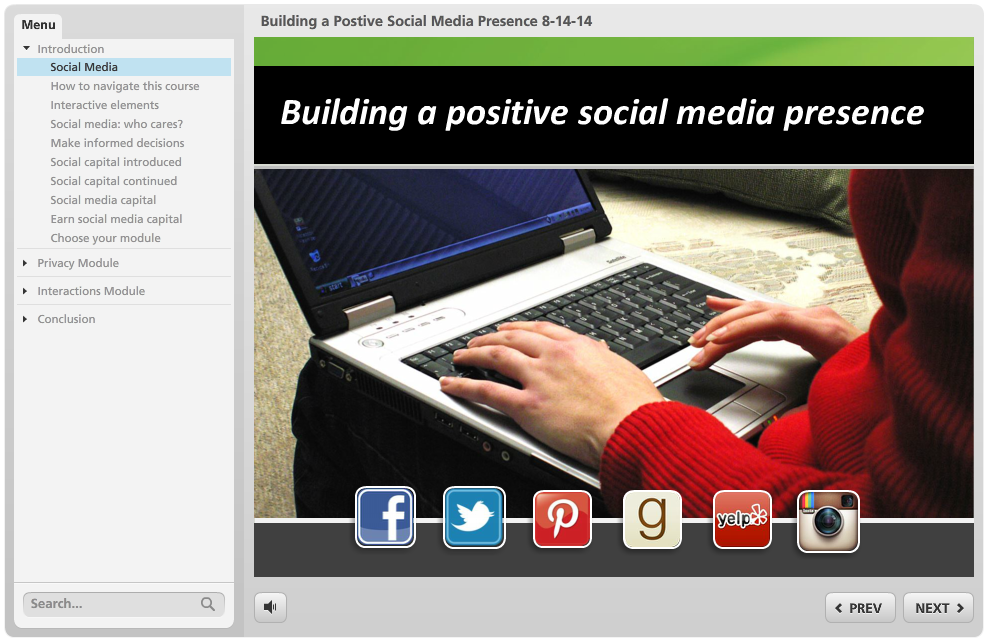 Menu
Introduction
Social Media
How to navigate this course
Interactive elements
Social media: who cares?
Make informed decisions
Social capital introduced
Social capital continued
Social media capital
Earn social media capital
Choose your module
Privacy Module
Interactions Module
Conclusion
Search...
Building a Postive Social Media Presence 8-14-14
Building a positive social media presence
f
g
yelp
PREV
NEXT